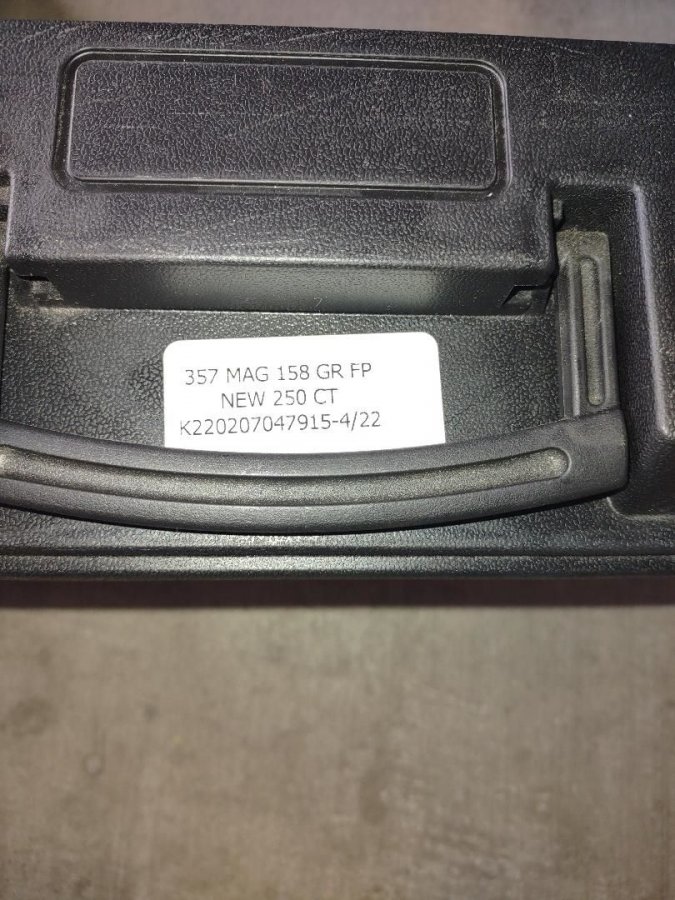 357 MAG 158 GR FP
NEW 250 CT
K220207047915-4/22